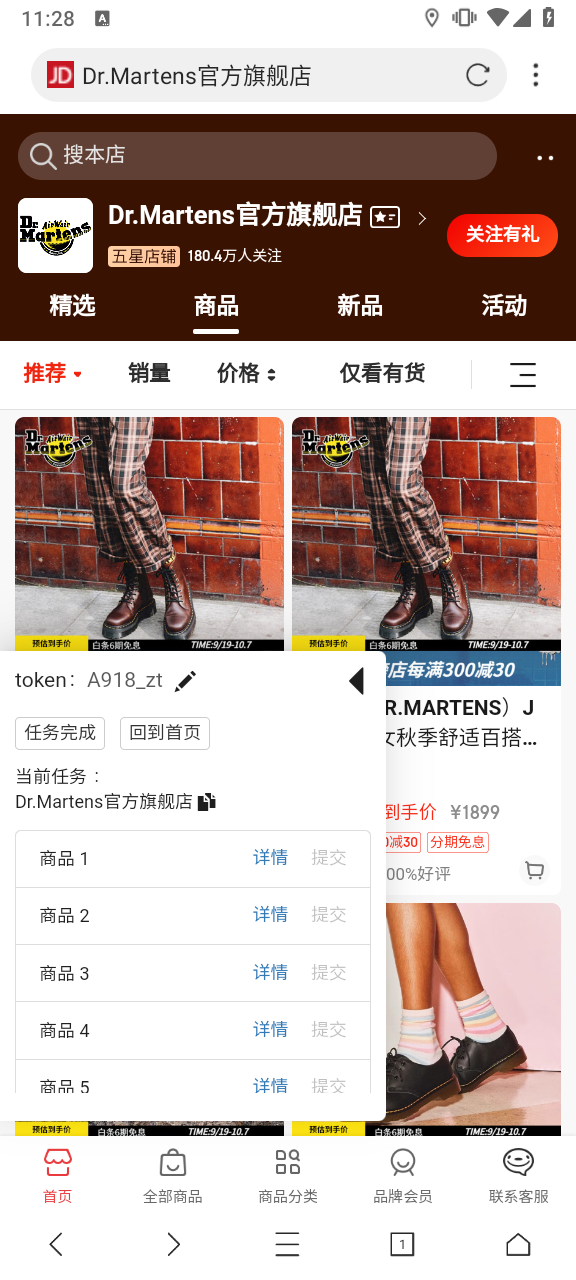 11:28
A
JD Dr.Martens官方旗舰店
搜本店
Dr.Martens官方旗舰店
五星店铺 180.4万人关注
关注有礼
Dr. AirWair Martens
精选 商品 新品 活动
推荐 销量 价格 仅看有货
Dr. AirWair Martens
Dr. AirWair Martens
预估到手价 白条6期免息 TIME:9/19-10.7
预估到手价 白条6期免息 TIME:9/19-10.7
店每满300减30
R.MARTENS）J
女秋季舒适百搭...
到手价 ¥1899
0减30 分期免息
00%好评
token: A918_zt
任务完成 回到首页
当前任务：
Dr.Martens官方旗舰店
商品 1 详情 提交
商品 2 详情 提交
商品 3 详情 提交
商品 4 详情 提交
商品 5 详情 提交
预估到手价 白条6期免息 TIME:9/19-10.7
预估到手价 白条6期免息 TIME:9/19-10.7
首页 全部商品 商品分类 品牌会员 联系客服
1